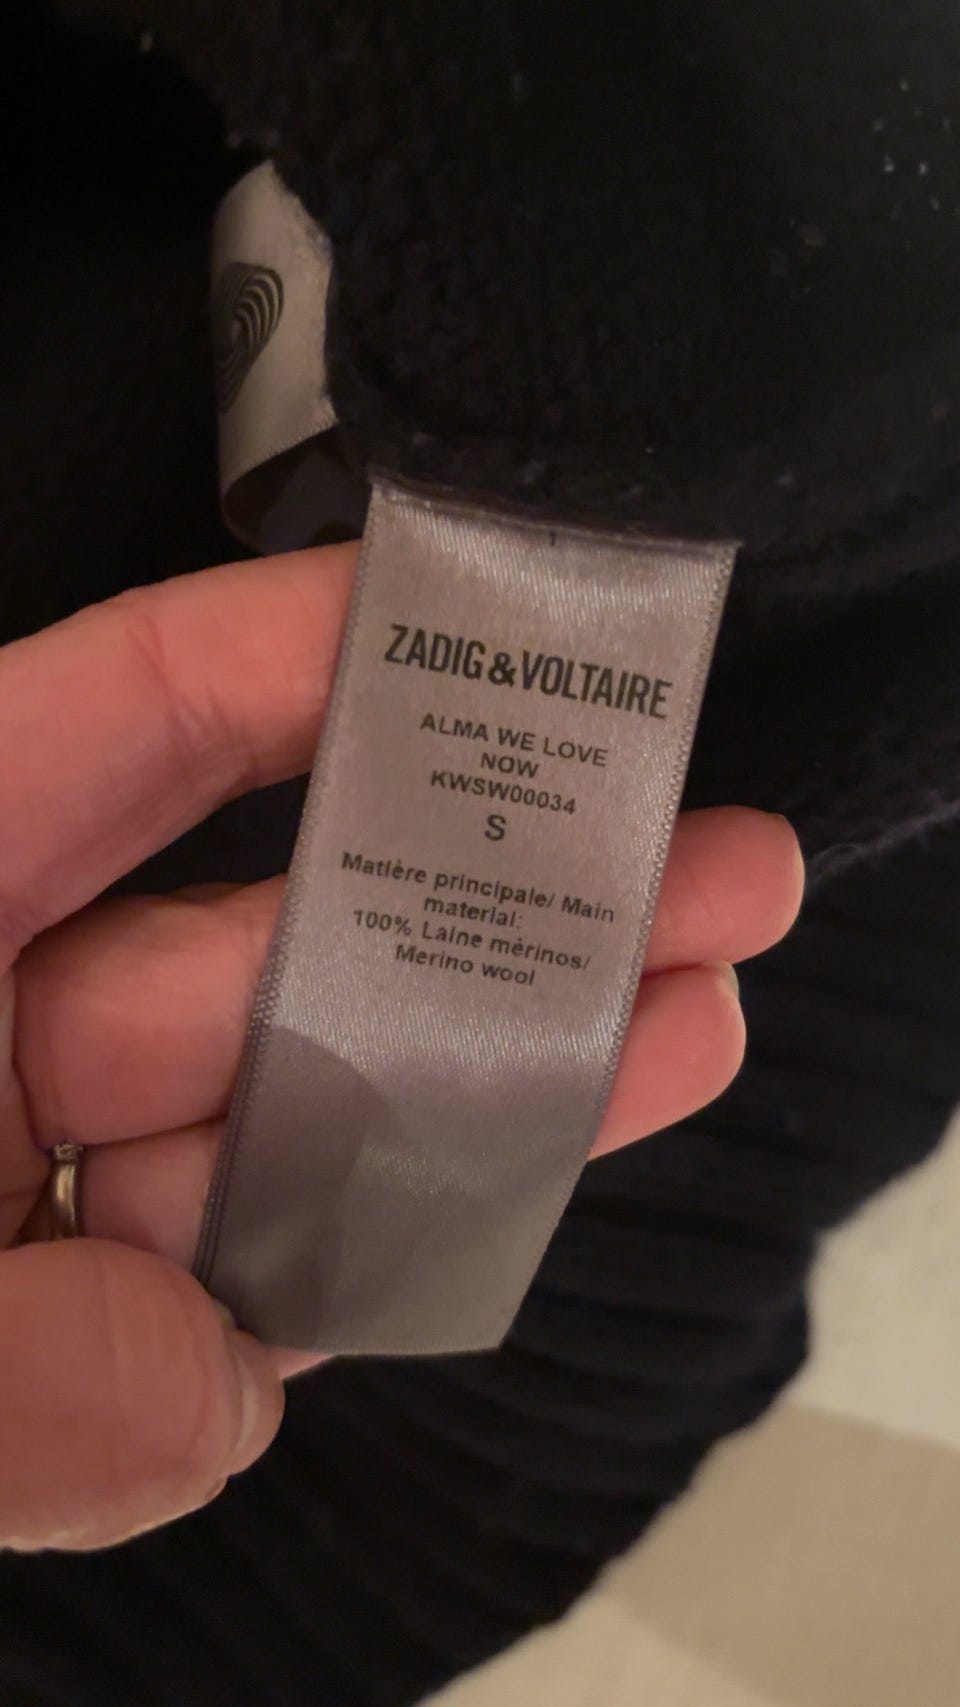 ZADIG&VOLTAIRE
ALMA WE LOVE
NOW
KWSW00034
S
Matière principale/ Main
material:
100% Laine mérinos/
Merino wool